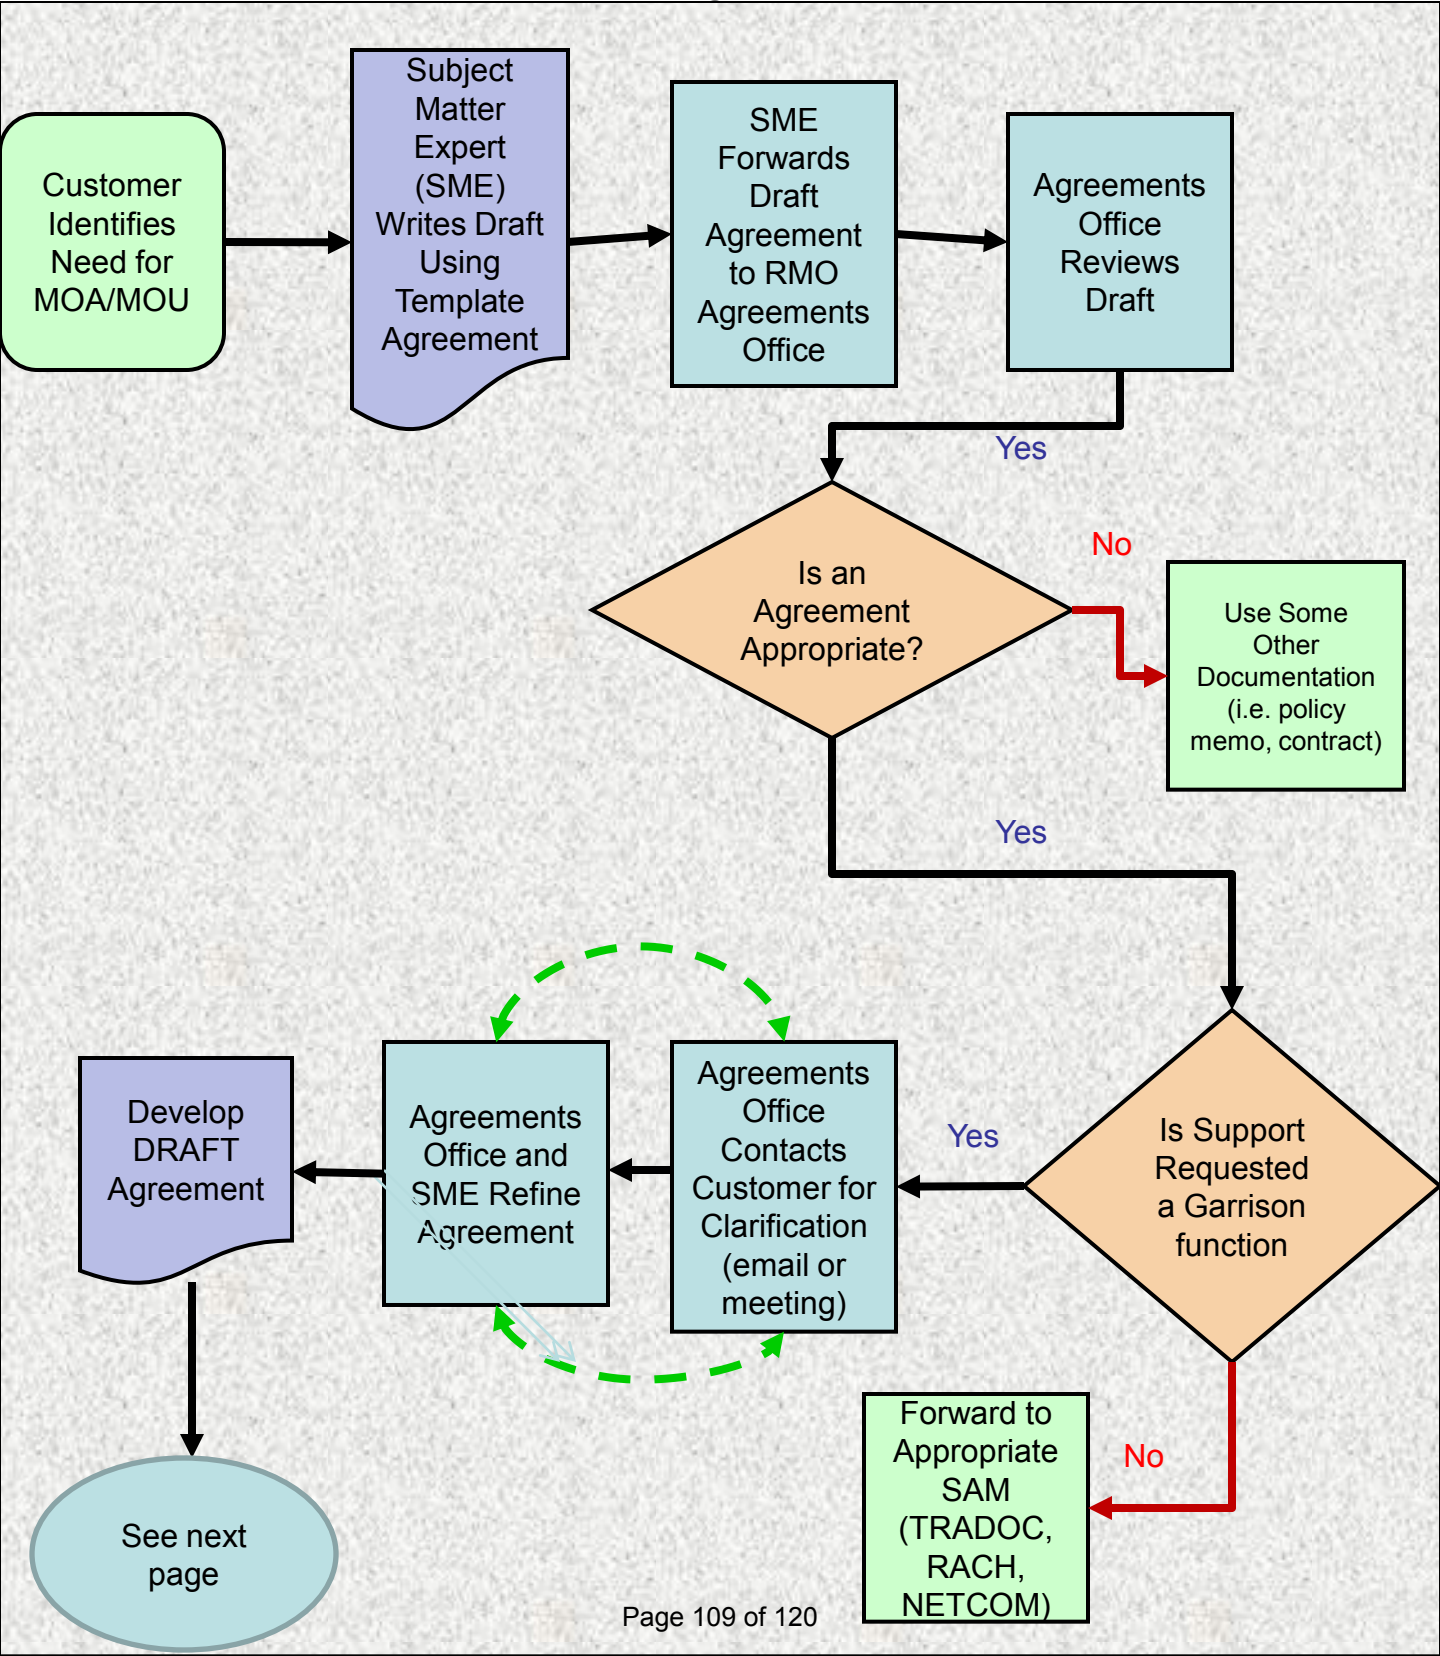 Customer
Identifies
Need for
MOA/MOU
Subject
Matter
Expert
(SME)
Writes Draft
Using
Template
Agreement
SME
Forwards
Draft
Agreement
to RMO
Agreements
Office
Agreements
Office
Reviews
Draft
Yes
Is an
Agreement
Appropriate?
No
Use Some
Other
Documentation
(i.e. policy
memo, contract)
Yes
Is Support
Requested
a Garrison
function
Yes
Agreements
Office
Contacts
Customer for
Clarification
(email or
meeting)
Agreements
Office and
SME Refine
Agreement
Develop
DRAFT
Agreement
No
Forward to
Appropriate
SAM
(TRADOC,
RACH,
NETCOM)
See next
page
Page 109 of 120